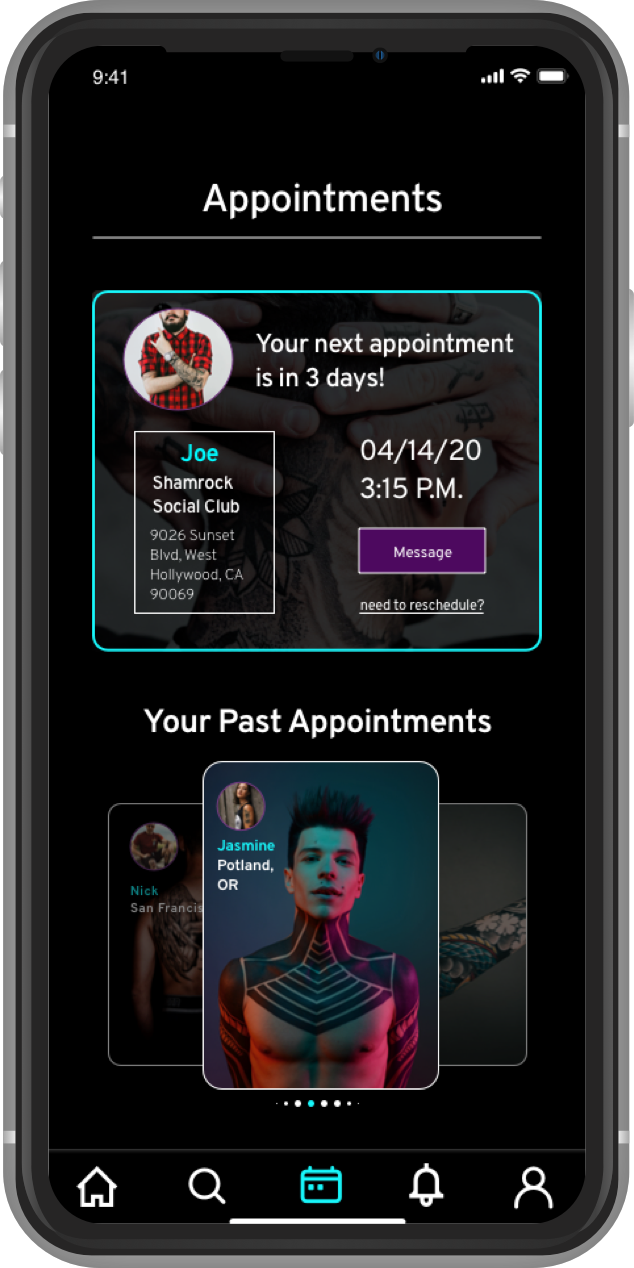 9:41
Appointments
Your next appointment
is in 3 days!
Joe
Shamrock
Social Club
9026 Sunset
Blvd, West
Hollywood, CA
90069
04/14/20
3:15 P.M.
Message
need to reschedule?
Your Past Appointments
Nick
San Francis
Jasmine
Potland,
OR